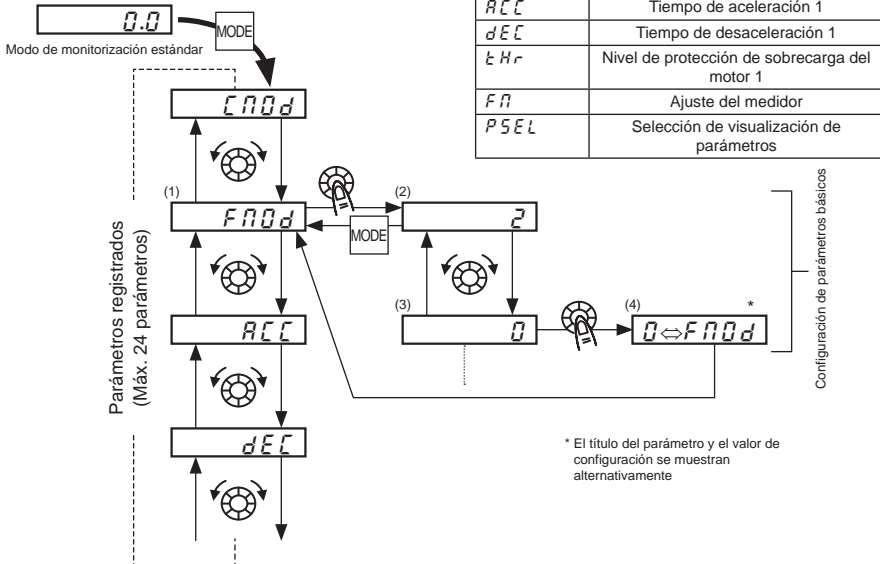 0.0
MODE
Modo de monitorización estándar
ACC Tiempo de aceleración 1
dEC Tiempo de desaceleración 1
tHr Nivel de protección de sobrecarga del
motor 1
FM Ajuste del medidor
PSEL Selección de visualización de
parámetros
Parámetros registrados
(Máx. 24 parámetros)
CMOd
(1)
FMOd
MODE
(2)
2
(3)
0
(4)
*
0⇔FMOd
ACC
dEC
Configuración de parámetros básicos
* El título del parámetro y el valor de
configuración se muestran
alternativamente